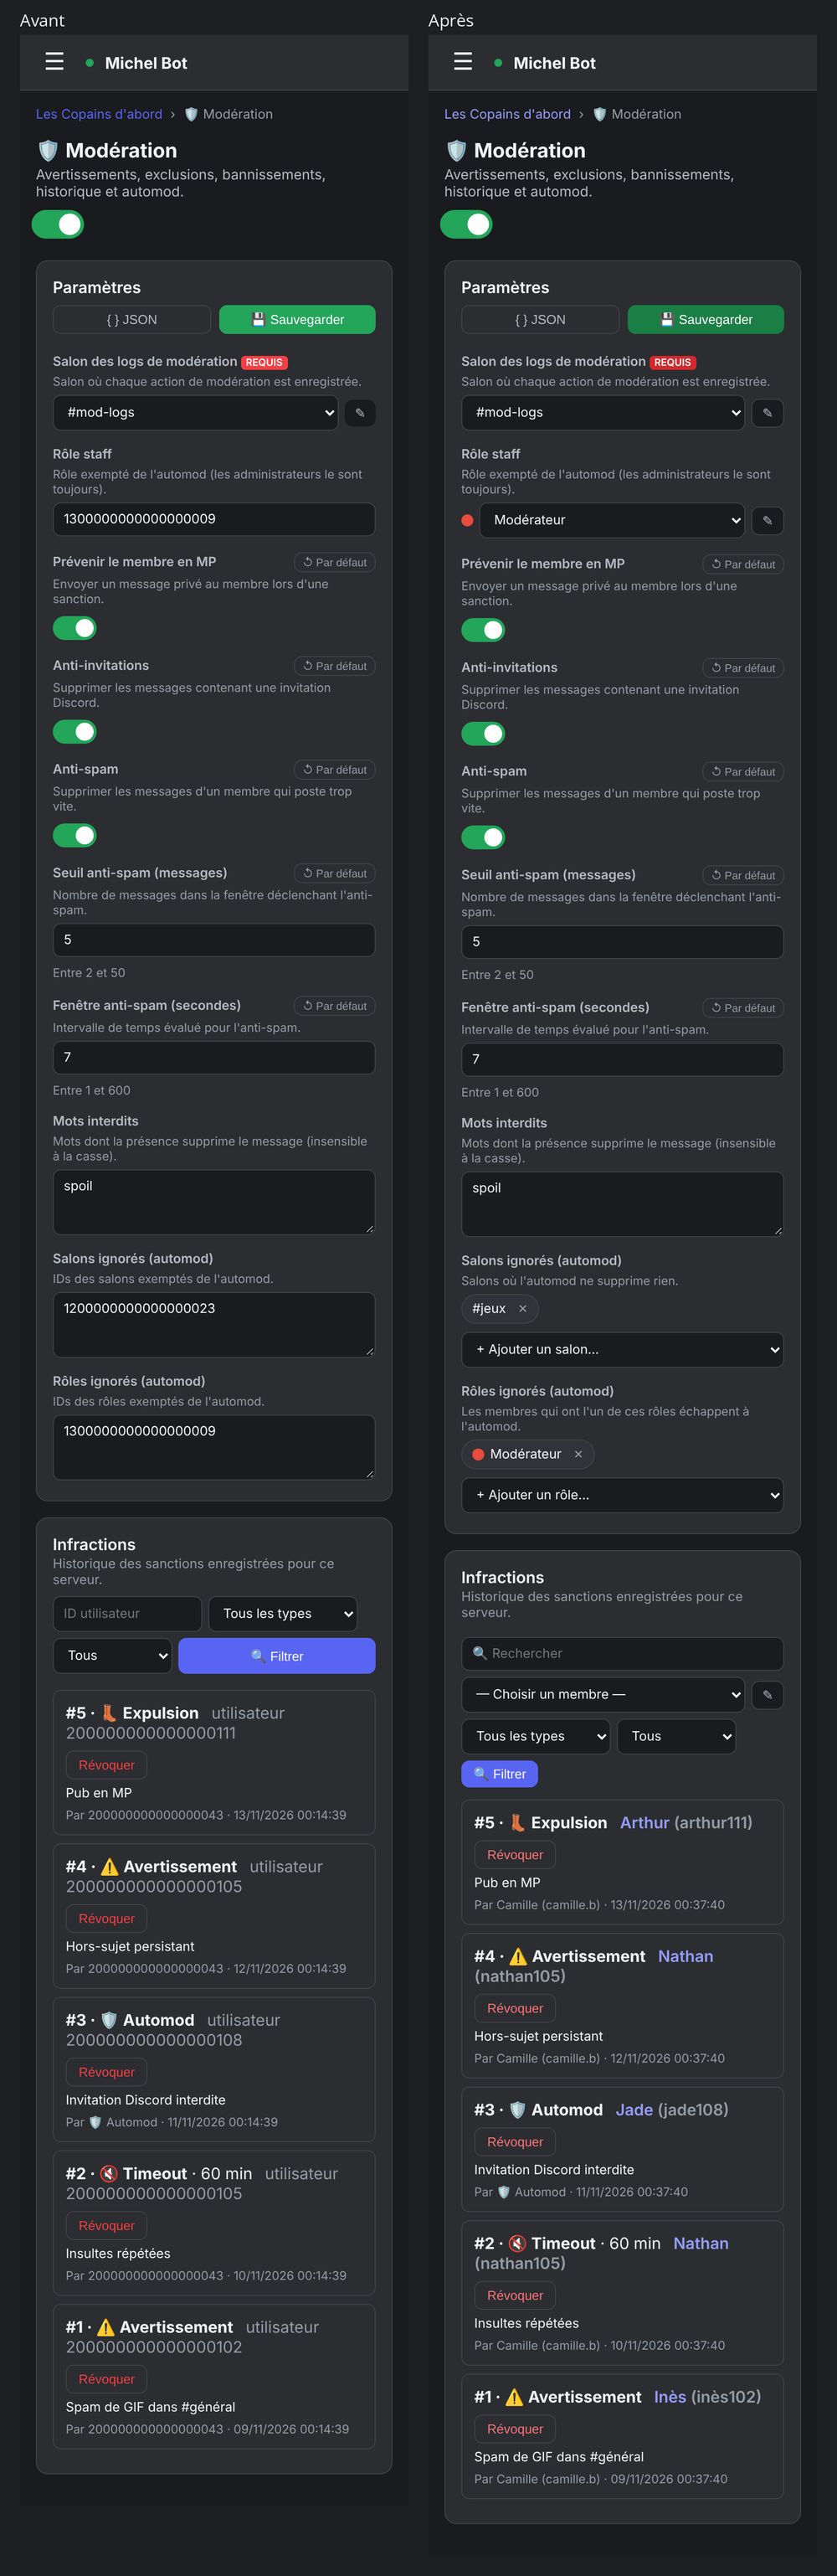 Avant
☰ Michel Bot
Les Copains d'abord › 🛡️ Modération
🛡️ Modération
Avertissements, exclusions, bannissements,
historique et automod.
Paramètres
{ } JSON
💾 Sauvegarder
Salon des logs de modération REQUIS
Salon où chaque action de modération est enregistrée.
#mod-logs ✎
Rôle staff
Rôle exempté de l'automod (les administrateurs le sont
toujours).
1300000000000000009
Prévenir le membre en MP ↺ Par défaut
Envoyer un message privé au membre lors d'une
sanction.
Anti-invitations ↺ Par défaut
Supprimer les messages contenant une invitation
Discord.
Anti-spam ↺ Par défaut
Supprimer les messages d'un membre qui poste trop
vite.
Seuil anti-spam (messages) ↺ Par défaut
Nombre de messages dans la fenêtre déclenchant l'anti-
spam.
5
Entre 2 et 50
Fenêtre anti-spam (secondes) ↺ Par défaut
Intervalle de temps évalué pour l'anti-spam.
7
Entre 1 et 600
Mots interdits
Mots dont la présence supprime le message (insensible
à la casse).
spoil
Salons ignorés (automod)
IDs des salons exemptés de l'automod.
1200000000000000023
Rôles ignorés (automod)
IDs des rôles exemptés de l'automod.
1300000000000000009
Infractions
Historique des sanctions enregistrées pour ce
serveur.
ID utilisateur
Tous les types
Tous
🔍 Filtrer
#5 · 👢 Expulsion utilisateur
200000000000000111
Révoquer
Pub en MP
Par 200000000000000043 · 13/11/2026 00:14:39
#4 · ⚠️ Avertissement utilisateur
200000000000000105
Révoquer
Hors-sujet persistant
Par 200000000000000043 · 12/11/2026 00:14:39
#3 · 🛡️ Automod utilisateur
200000000000000108
Révoquer
Invitation Discord interdite
Par 🛡️ Automod · 11/11/2026 00:14:39
#2 · 🔇 Timeout · 60 min utilisateur
200000000000000105
Révoquer
Insultes répétées
Par 200000000000000043 · 10/11/2026 00:14:39
#1 · ⚠️ Avertissement utilisateur
200000000000000102
Révoquer
Spam de GIF dans #général
Par 200000000000000043 · 09/11/2026 00:14:39
Après
☰ Michel Bot
Les Copains d'abord › 🛡️ Modération
🛡️ Modération
Avertissements, exclusions, bannissements,
historique et automod.
Paramètres
{ } JSON
💾 Sauvegarder
Salon des logs de modération REQUIS
Salon où chaque action de modération est enregistrée.
#mod-logs ✎
Rôle staff
Rôle exempté de l'automod (les administrateurs le sont
toujours).
Modérateur ✎
Prévenir le membre en MP ↺ Par défaut
Envoyer un message privé au membre lors d'une
sanction.
Anti-invitations ↺ Par défaut
Supprimer les messages contenant une invitation
Discord.
Anti-spam ↺ Par défaut
Supprimer les messages d'un membre qui poste trop
vite.
Seuil anti-spam (messages) ↺ Par défaut
Nombre de messages dans la fenêtre déclenchant l'anti-
spam.
5
Entre 2 et 50
Fenêtre anti-spam (secondes) ↺ Par défaut
Intervalle de temps évalué pour l'anti-spam.
7
Entre 1 et 600
Mots interdits
Mots dont la présence supprime le message (insensible
à la casse).
spoil
Salons ignorés (automod)
Salons où l'automod ne supprime rien.
#jeux ✕
+ Ajouter un salon…
Rôles ignorés (automod)
Les membres qui ont l'un de ces rôles échappent à
l'automod.
Modérateur ✕
+ Ajouter un rôle…
Infractions
Historique des sanctions enregistrées pour ce
serveur.
🔍 Rechercher
— Choisir un membre — ✎
Tous les types
Tous
🔍 Filtrer
#5 · 👢 Expulsion Arthur (arthur111)
Révoquer
Pub en MP
Par Camille (camille.b) · 13/11/2026 00:37:40
#4 · ⚠️ Avertissement Nathan
(nathan105)
Révoquer
Hors-sujet persistant
Par Camille (camille.b) · 12/11/2026 00:37:40
#3 · 🛡️ Automod Jade (jade108)
Révoquer
Invitation Discord interdite
Par 🛡️ Automod · 11/11/2026 00:37:40
#2 · 🔇 Timeout · 60 min Nathan
(nathan105)
Révoquer
Insultes répétées
Par Camille (camille.b) · 10/11/2026 00:37:40
#1 · ⚠️ Avertissement Inès (inès102)
Révoquer
Spam de GIF dans #général
Par Camille (camille.b) · 09/11/2026 00:37:40